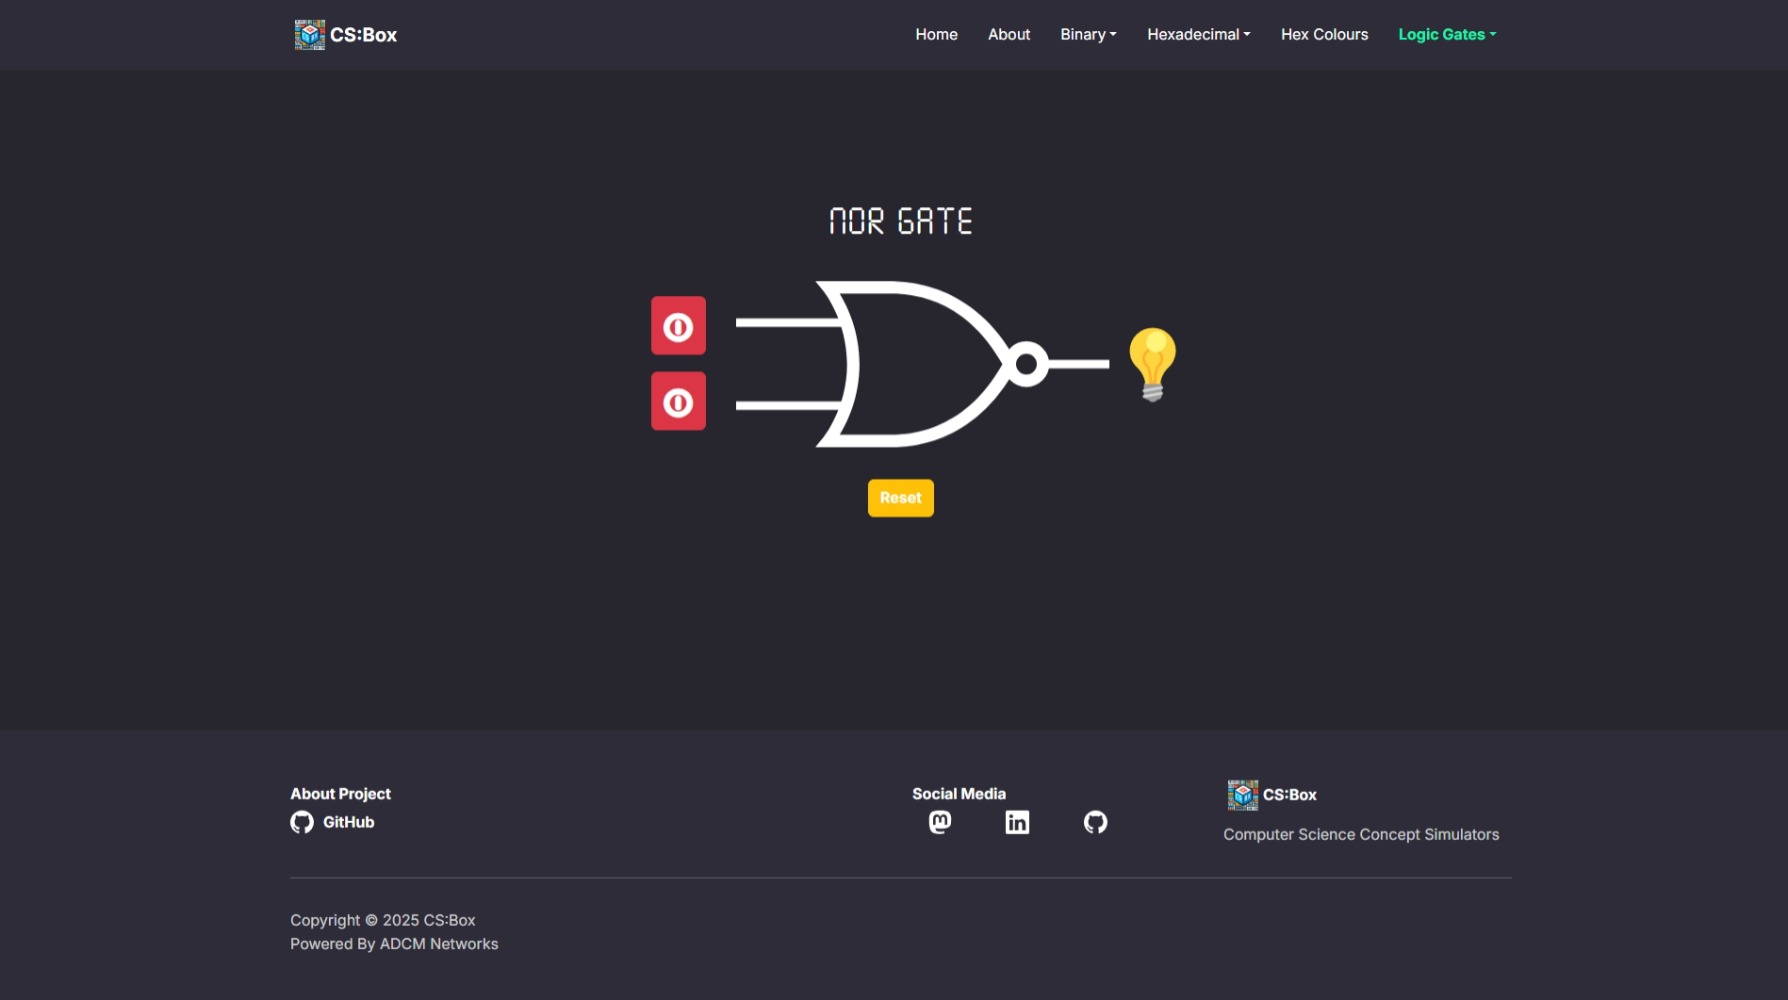 CS:Box
Home
About
Binary
Hexadecimal
Hex Colours
Logic Gates
NOR GATE
0
0
Reset
About Project
GitHub
Social Media
CS:Box
Computer Science Concept Simulators
Copyright © 2025 CS:Box
Powered By ADCM Networks